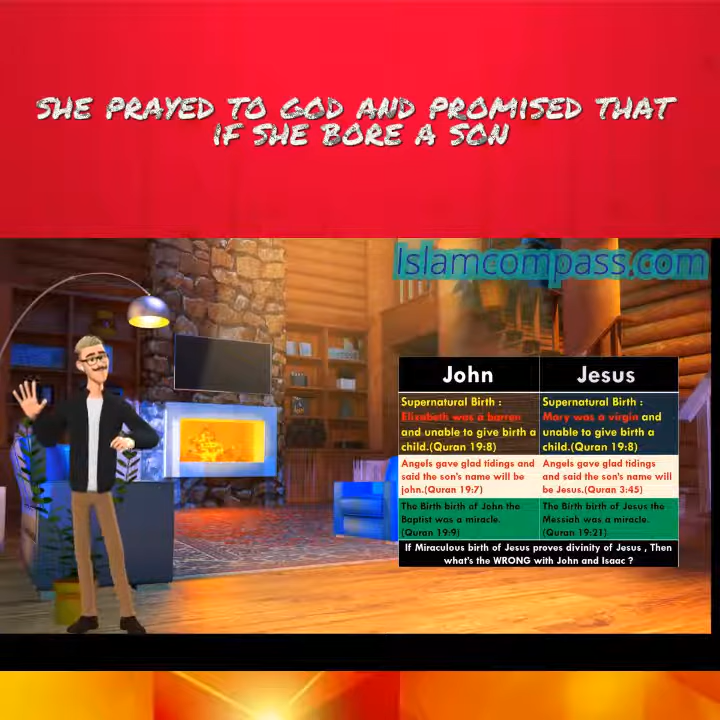 SHE PRAYED TO GOD AND PROMISED THAT
IF SHE BORE A SON
Islamcompass.com
John
Supernatural Birth :
Elizabeth was a barren
and unable to give birth a
child.(Quran 19:8)
Jesus
Supernatural Birth :
Mary was a virgin and
unable to give birth a
child.(Quran 19:8)
Angels gave glad tidings and
said the son's name will be
john.(Quran 19:7)
Angels gave glad tidings
and said the son's name will
be Jesus.(Quran 3:45)
The Birth birth of John the
Baptist was a miracle.
(Quran 19:9)
The Birth birth of Jesus the
Messiah was a miracle.
(Quran 19:21)
If Miraculous birth of Jesus proves divinity of Jesus , Then
what's the WRONG with John and Isaac ?